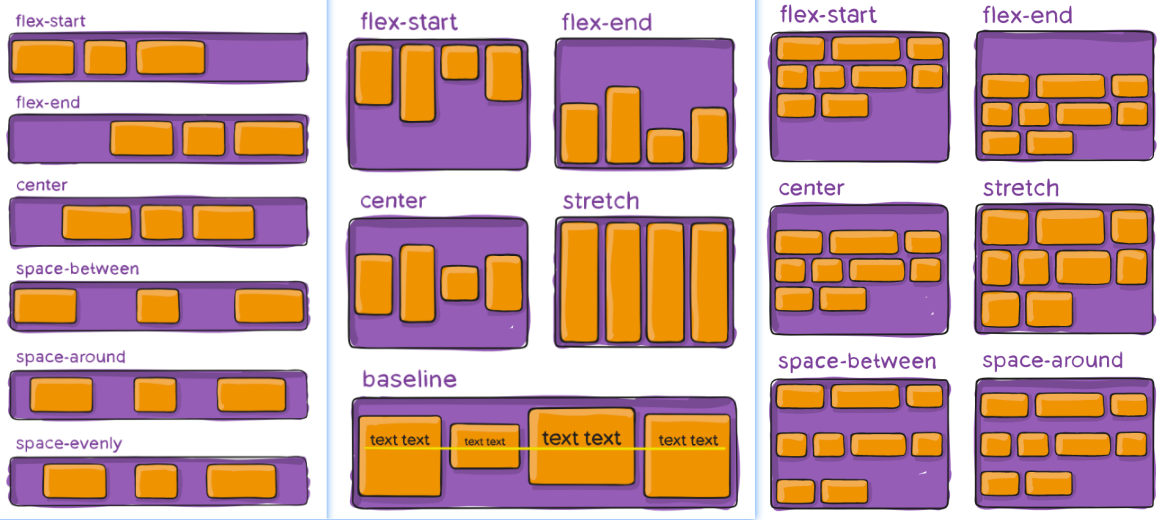 flex-start
flex-end
center
space-between
space-around
space-evenly
flex-start
flex-end
center
stretch
baseline
text text
text text
text text
text text
flex-start
flex-end
center
stretch
space-between
space-around